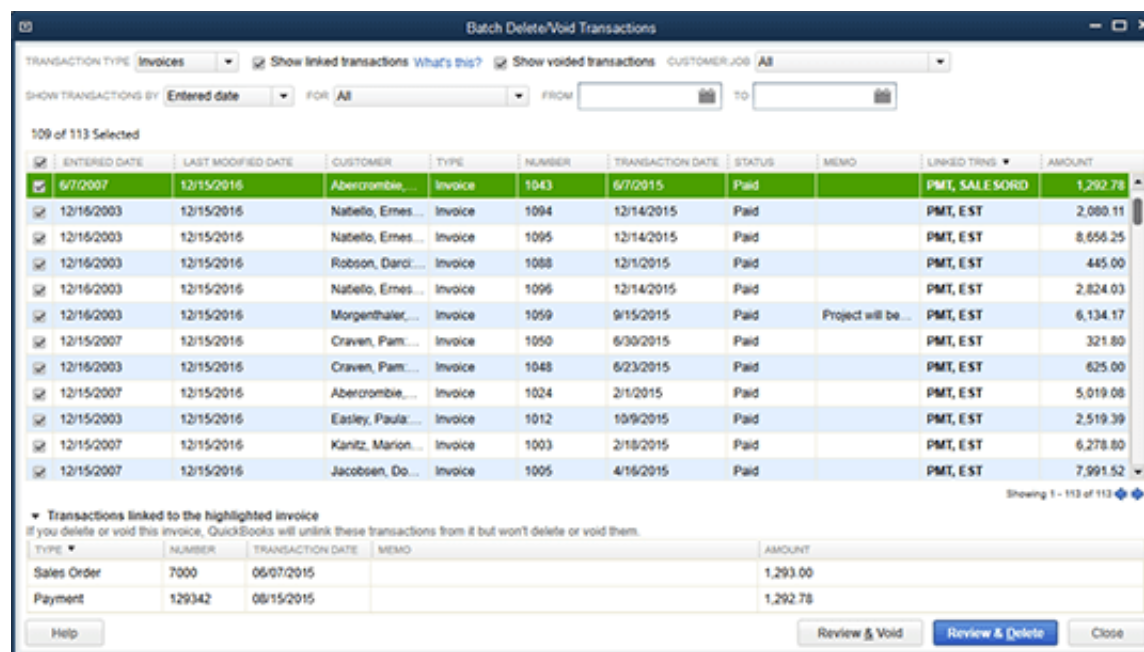 Batch Delete/Void Transactions
TRANSACTION TYPE Invoices Show linked transactions What's this? Show voided transactions CUSTOMER:JOB All
SHOW TRANSACTIONS BY Entered date FOR All FROM TO
109 of 113 Selected
ENTERED DATE LAST MODIFIED DATE CUSTOMER TYPE NUMBER TRANSACTION DATE STATUS MEMO LINKED TRNS AMOUNT
6/7/2007 12/15/2016 Abercrombie,... Invoice 1043 6/7/2015 Paid PMT, SALESORD 1,292.78
12/16/2003 12/15/2016 Natiello, Ernes... Invoice 1094 12/14/2015 Paid PMT, EST 2,080.11
12/16/2003 12/15/2016 Natiello, Ernes... Invoice 1095 12/14/2015 Paid PMT, EST 8,656.25
12/16/2003 12/15/2016 Robson, Darci:... Invoice 1088 12/1/2015 Paid PMT, EST 445.00
12/16/2003 12/15/2016 Natiello, Ernes... Invoice 1096 12/14/2015 Paid PMT, EST 2,824.03
12/16/2003 12/15/2016 Morgenthaler,... Invoice 1059 9/15/2015 Paid Project will be... PMT, EST 6,134.17
12/15/2007 12/15/2016 Craven, Pam:... Invoice 1050 6/30/2015 Paid PMT, EST 321.80
12/16/2003 12/15/2016 Craven, Pam:... Invoice 1048 6/23/2015 Paid PMT, EST 625.00
12/15/2007 12/15/2016 Abercrombie,... Invoice 1024 2/1/2015 Paid PMT, EST 5,019.08
12/15/2003 12/15/2016 Easley, Paula:... Invoice 1012 10/9/2015 Paid PMT, EST 2,519.39
12/15/2007 12/15/2016 Kanitz, Marion... Invoice 1003 2/18/2015 Paid PMT, EST 6,278.80
12/15/2007 12/15/2016 Jacobsen, Do... Invoice 1005 4/16/2015 Paid PMT, EST 7,991.52
Showing 1 - 113 of 113
Transactions linked to the highlighted invoice
If you delete or void this invoice, QuickBooks will unlink these transactions from it but won't delete or void them.
TYPE NUMBER TRANSACTION DATE MEMO AMOUNT
Sales Order 7000 06/07/2015 1,293.00
Payment 129342 08/15/2015 1,292.78
Help Review & Void Review & Delete Close